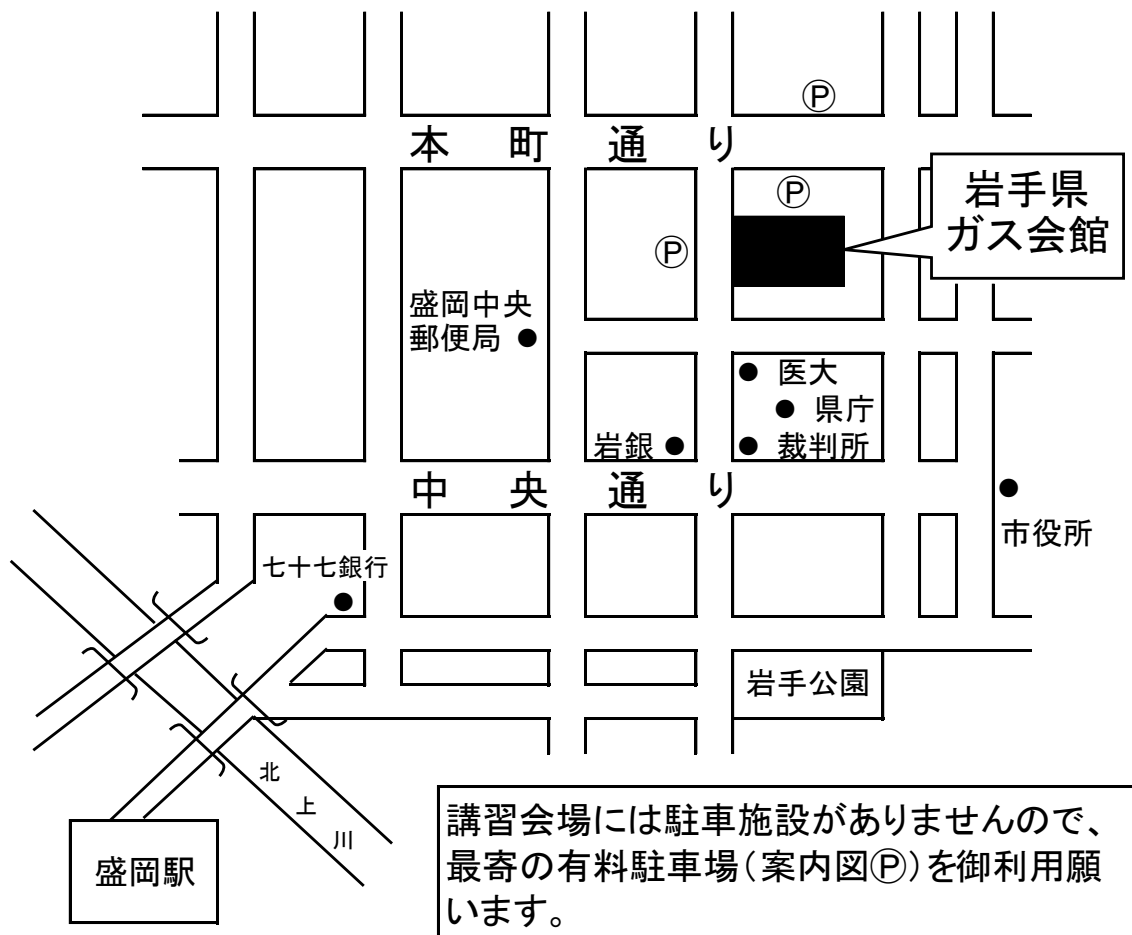 Ⓟ
本町通り
Ⓟ
岩手県
ガス会館
Ⓟ
盛岡中央
郵便局 ●
● 医大
● 県庁
岩銀 ●
● 裁判所
中央通り
●
市役所
七十七銀行
●
岩手公園
北
上
川
盛岡駅
講習会場には駐車施設がありませんので、
最寄の有料駐車場(案内図Ⓟ)を御利用願
います。